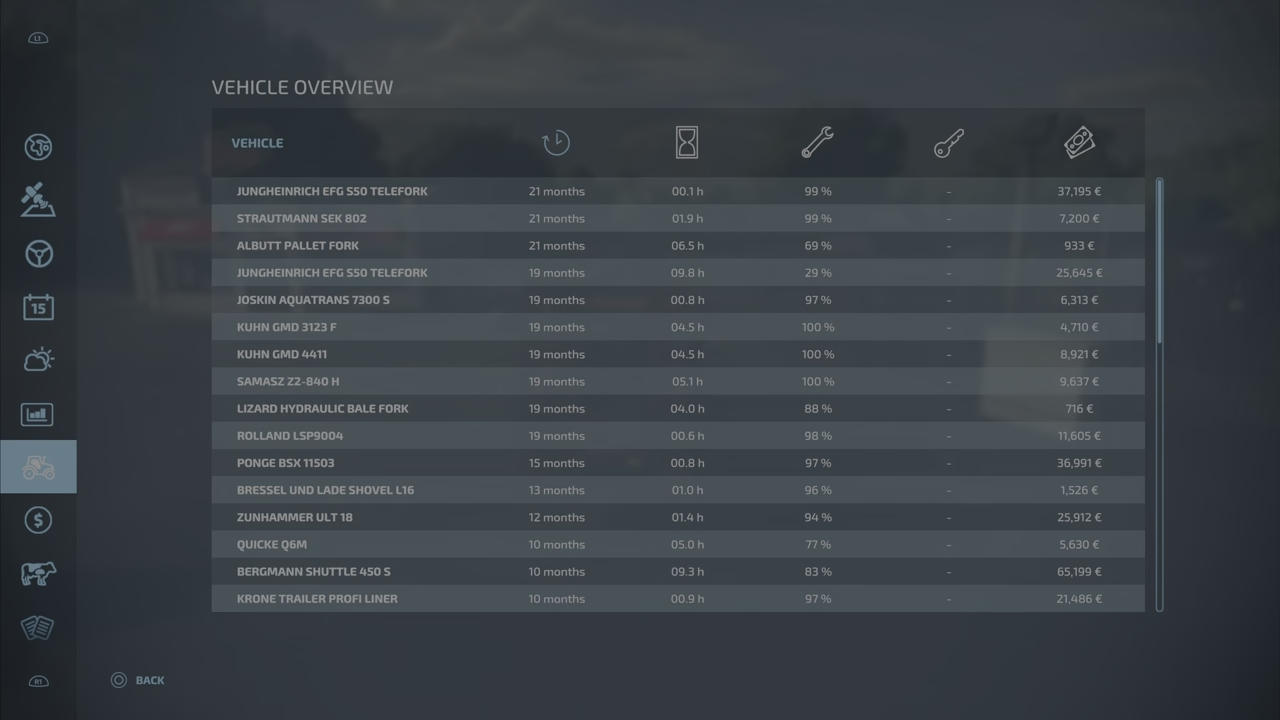 L1
VEHICLE OVERVIEW
VEHICLE
JUNGHEINRICH EFG S50 TELEFORK 21 months 00.1 h 99 % - 37,195 €
STRAUTMANN SEK 802 21 months 01.9 h 99 % - 7,200 €
ALBUTT PALLET FORK 21 months 06.5 h 69 % - 933 €
JUNGHEINRICH EFG S50 TELEFORK 19 months 09.8 h 29 % - 25,645 €
JOSKIN AQUATRANS 7300 S 19 months 00.8 h 97 % - 6,313 €
KUHN GMD 3123 F 19 months 04.5 h 100 % - 4,710 €
KUHN GMD 4411 19 months 04.5 h 100 % - 8,921 €
SAMASZ Z2-840 H 19 months 05.1 h 100 % - 9,637 €
LIZARD HYDRAULIC BALE FORK 19 months 04.0 h 88 % - 716 €
ROLLAND LSP9004 19 months 00.6 h 98 % - 11,605 €
PONGE BSX 11503 15 months 00.8 h 97 % - 36,991 €
BRESSEL UND LADE SHOVEL L16 13 months 01.0 h 96 % - 1,526 €
ZUNHAMMER ULT 18 12 months 01.4 h 94 % - 25,912 €
QUICKE Q6M 10 months 05.0 h 77 % - 5,630 €
BERGMANN SHUTTLE 450 S 10 months 09.3 h 83 % - 65,199 €
KRONE TRAILER PROFI LINER 10 months 00.9 h 97 % - 21,486 €
15
$
R1
BACK